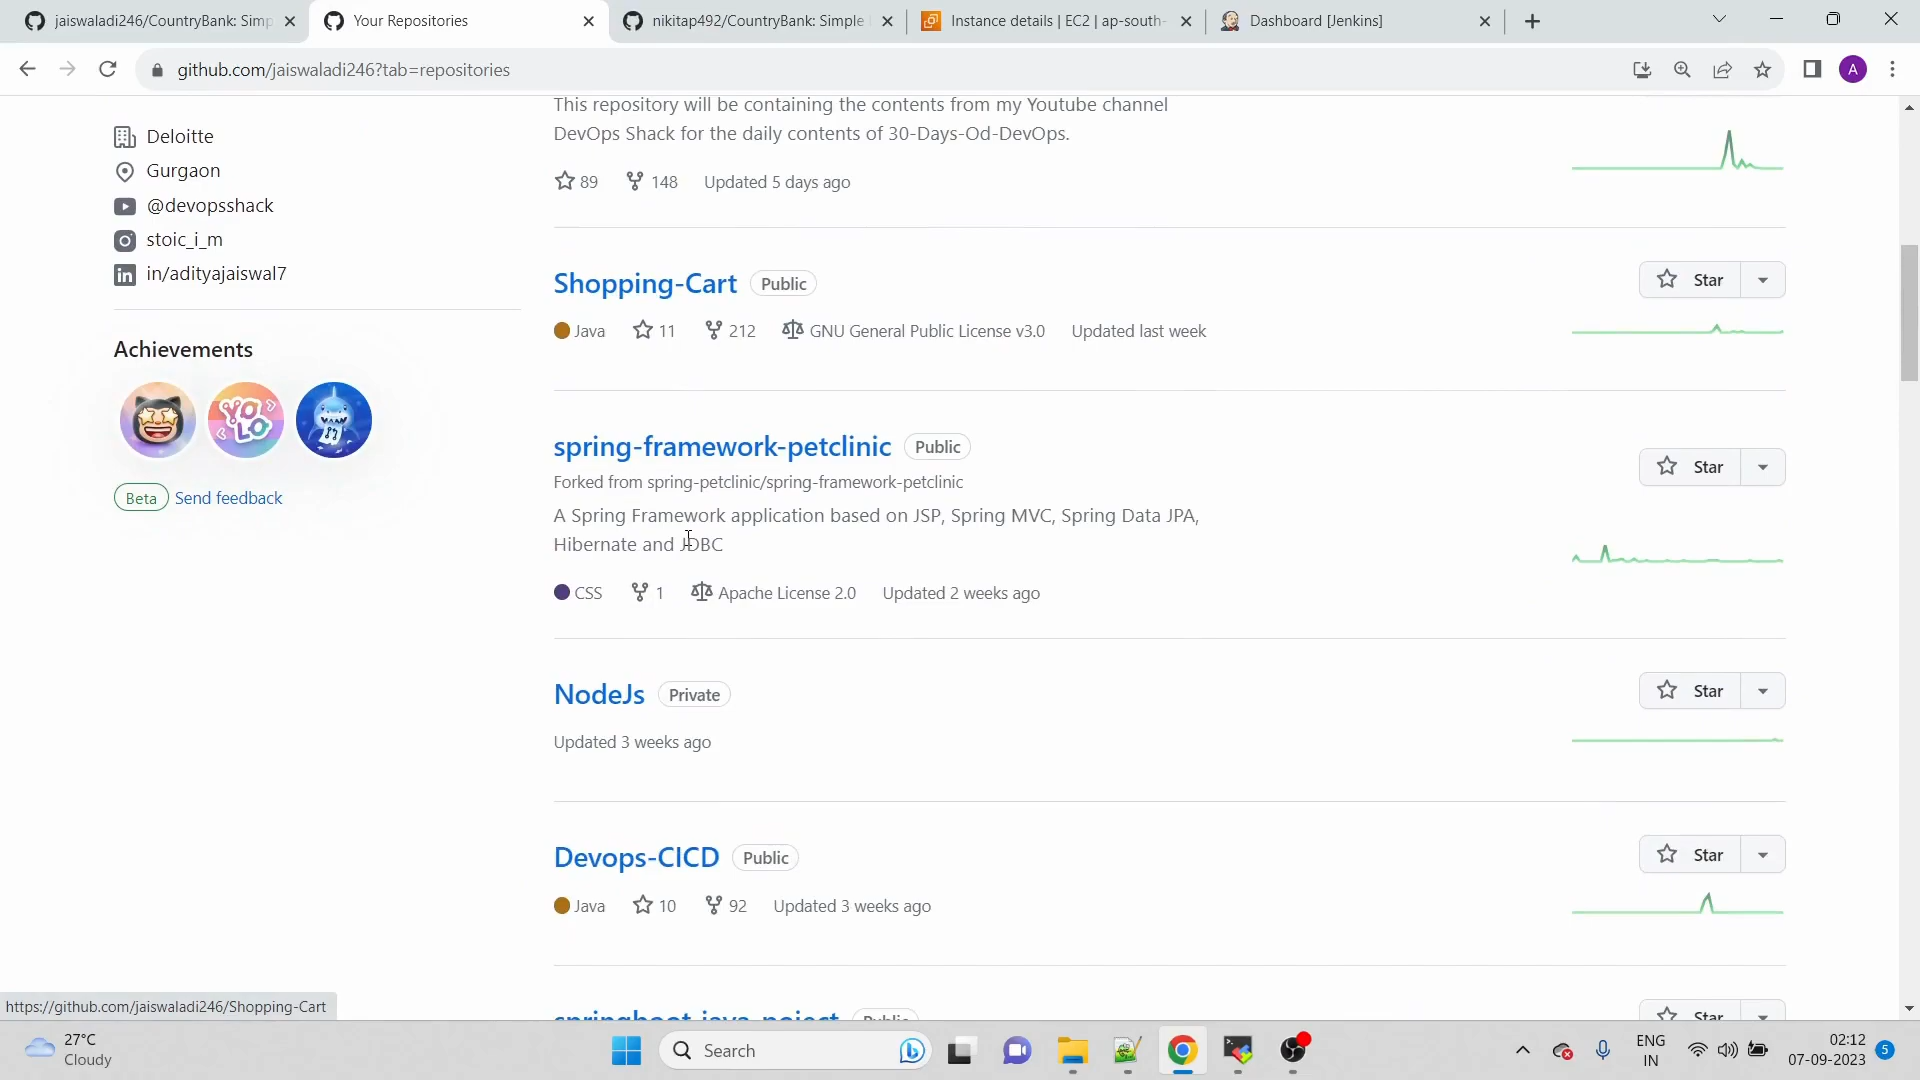 jaiswaladi246/CountryBank: Simp
Your Repositories
nikitap492/CountryBank: Simple
Instance details | EC2 | ap-south-
Dashboard [Jenkins]
github.com/jaiswaladi246?tab=repositories
A
Deloitte
Gurgaon
@devopsshack
stoic_i_m
in/adityajaiswal7
Achievements
YOLO
Beta Send feedback
This repository will be containing the contents from my Youtube channel
DevOps Shack for the daily contents of 30-Days-Od-DevOps.
89 148 Updated 5 days ago
Shopping-Cart Public
Star
Java 11 212 GNU General Public License v3.0 Updated last week
spring-framework-petclinic Public
Star
Forked from spring-petclinic/spring-framework-petclinic
A Spring Framework application based on JSP, Spring MVC, Spring Data JPA,
Hibernate and JDBC
CSS 1 Apache License 2.0 Updated 2 weeks ago
NodeJs Private
Star
Updated 3 weeks ago
Devops-CICD Public
Star
Java 10 92 Updated 3 weeks ago
springboot-java-poject Public
Star
https://github.com/jaiswaladi246/Shopping-Cart
27°C
Cloudy
Search
ENG
IN
02:12
07-09-2023
5